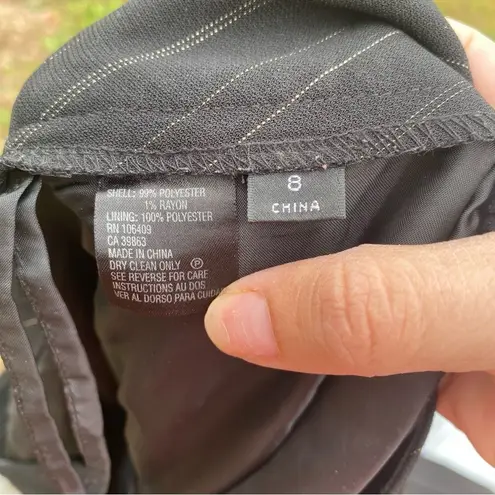 SHELL: 99% POLYESTER
1% RAYON
LINING: 100% POLYESTER
RN 106409
CA 39863
MADE IN CHINA
DRY CLEAN ONLY Ⓟ
SEE REVERSE FOR CARE
INSTRUCTIONS AU DOS
VER AL DORSO PARA CUIDA
8
CHINA